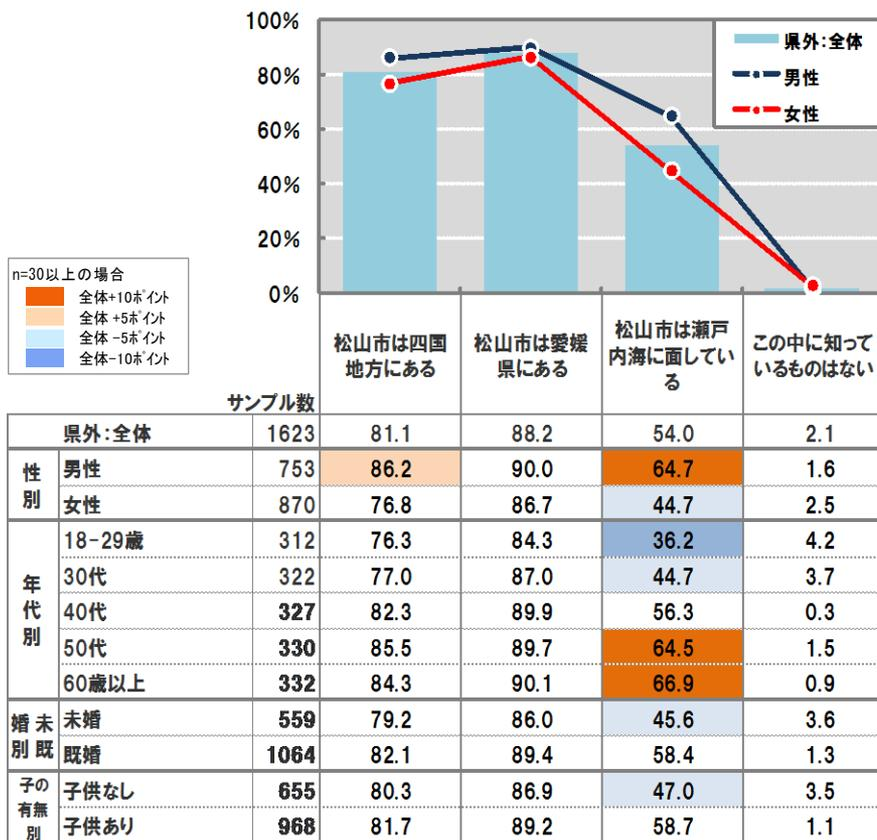 100%
80%
60%
40%
20%
0%
県外:全体
男性
女性
n=30以上の場合
全体+10ﾎﾟｲﾝﾄ
全体 +5ﾎﾟｲﾝﾄ
全体 -5ﾎﾟｲﾝﾄ
全体-10ﾎﾟｲﾝﾄ
松山市は四国
地方にある
松山市は愛媛
県にある
松山市は瀬戸
内海に面してい
る
この中に知って
いるものはない
サンプル数
県外:全体 1623 81.1 88.2 54.0 2.1
性別
男性 753 86.2 90.0 64.7 1.6
女性 870 76.8 86.7 44.7 2.5
年代別
18-29歳 312 76.3 84.3 36.2 4.2
30代 322 77.0 87.0 44.7 3.7
40代 327 82.3 89.9 56.3 0.3
50代 330 85.5 89.7 64.5 1.5
60歳以上 332 84.3 90.1 66.9 0.9
未既婚別
未婚 559 79.2 86.0 45.6 3.6
既婚 1064 82.1 89.4 58.4 1.3
子の
有無
別
子供なし 655 80.3 86.9 47.0 3.5
子供あり 968 81.7 89.2 58.7 1.1